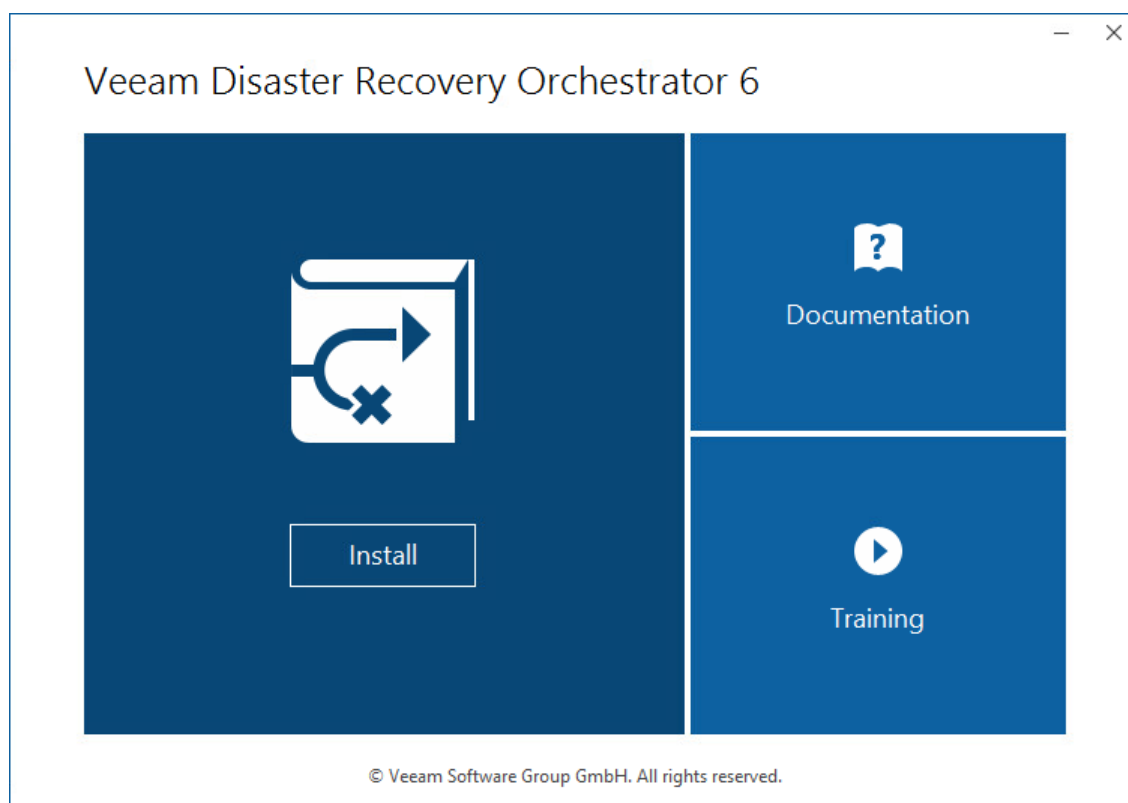 Veeam Disaster Recovery Orchestrator 6
?
Documentation
Install
Training
© Veeam Software Group GmbH. All rights reserved.